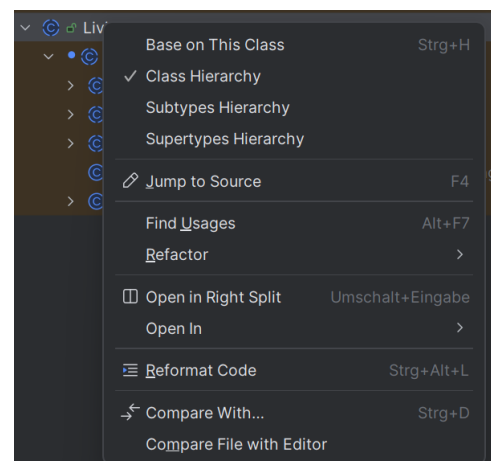 Base on This Class Strg+H
Class Hierarchy
Subtypes Hierarchy
Supertypes Hierarchy
Jump to Source F4
Find Usages Alt+F7
Refactor
Open in Right Split Umschalt+Eingabe
Open In
Reformat Code Strg+Alt+L
Compare With... Strg+D
Compare File with Editor